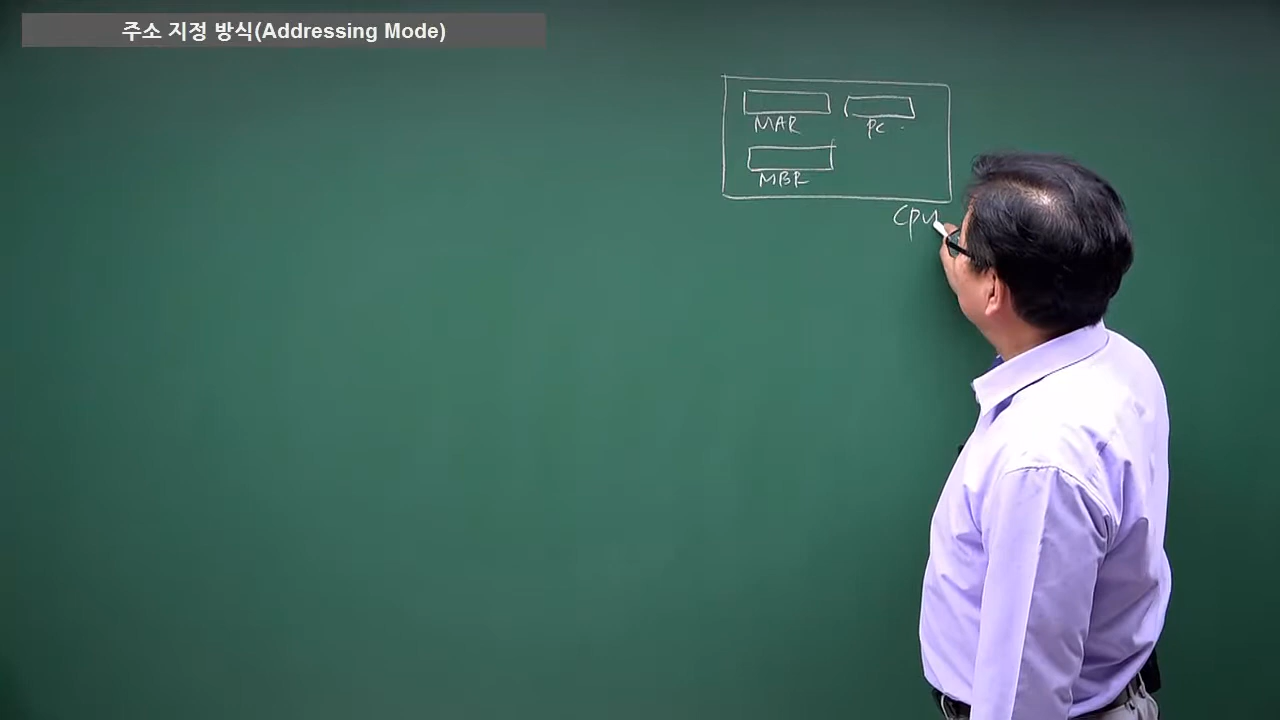 주소 지정 방식(Addressing Mode)
MAR PC
MBR
CPU